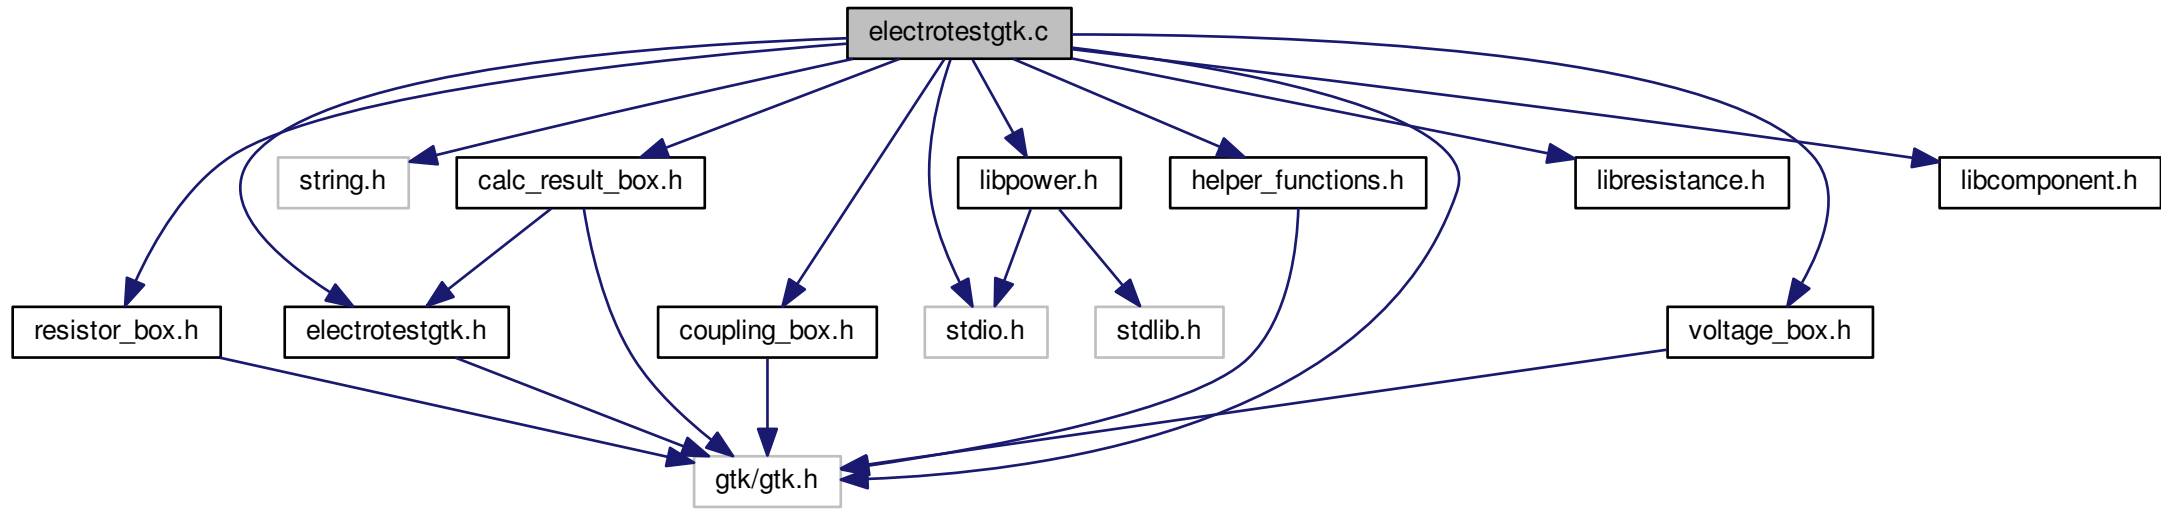 electrotestgtk.c
string.h
calc_result_box.h
libpower.h
helper_functions.h
libresistance.h
libcomponent.h
resistor_box.h
electrotestgtk.h
coupling_box.h
stdio.h
stdlib.h
voltage_box.h
gtk/gtk.h